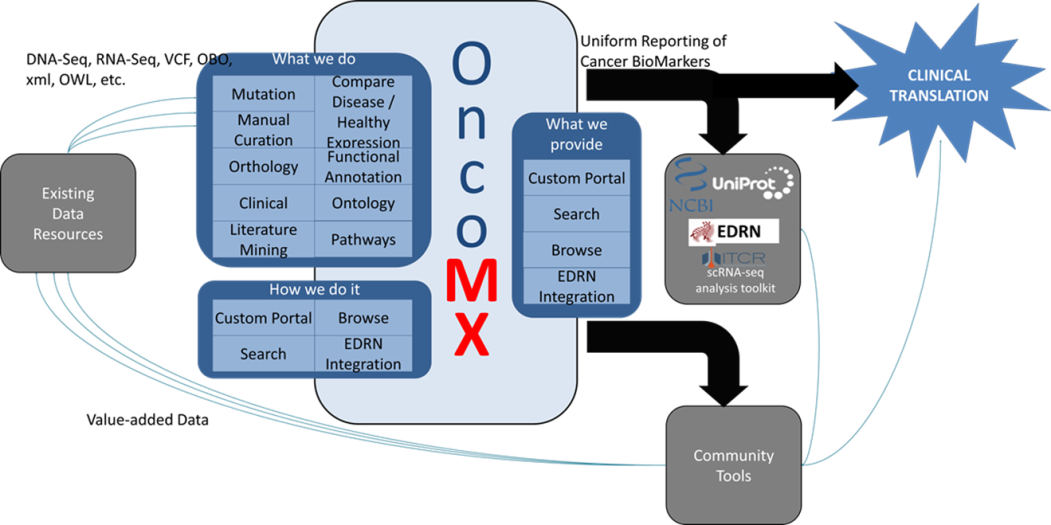 DNA-Seq, RNA-Seq, VCF, OBO,
xml, OWL, etc.
What we do
Mutation
Compare
Disease /
Healthy
Expression
Manual
Curation
Orthology
Functional
Annotation
Clinical
Ontology
Literature
Mining
Pathways
Existing
Data
Resources
How we do it
Custom Portal
Browse
Search
EDRN
Integration
Value-added Data
O
n
c
o
M
X
What we
provide
Custom Portal
Search
Browse
EDRN
Integration
Uniform Reporting of
Cancer BioMarkers
CLINICAL
TRANSLATION
NCBI
UniProt
EDRN
ITCR
scRNA-seq
analysis toolkit
Community
Tools